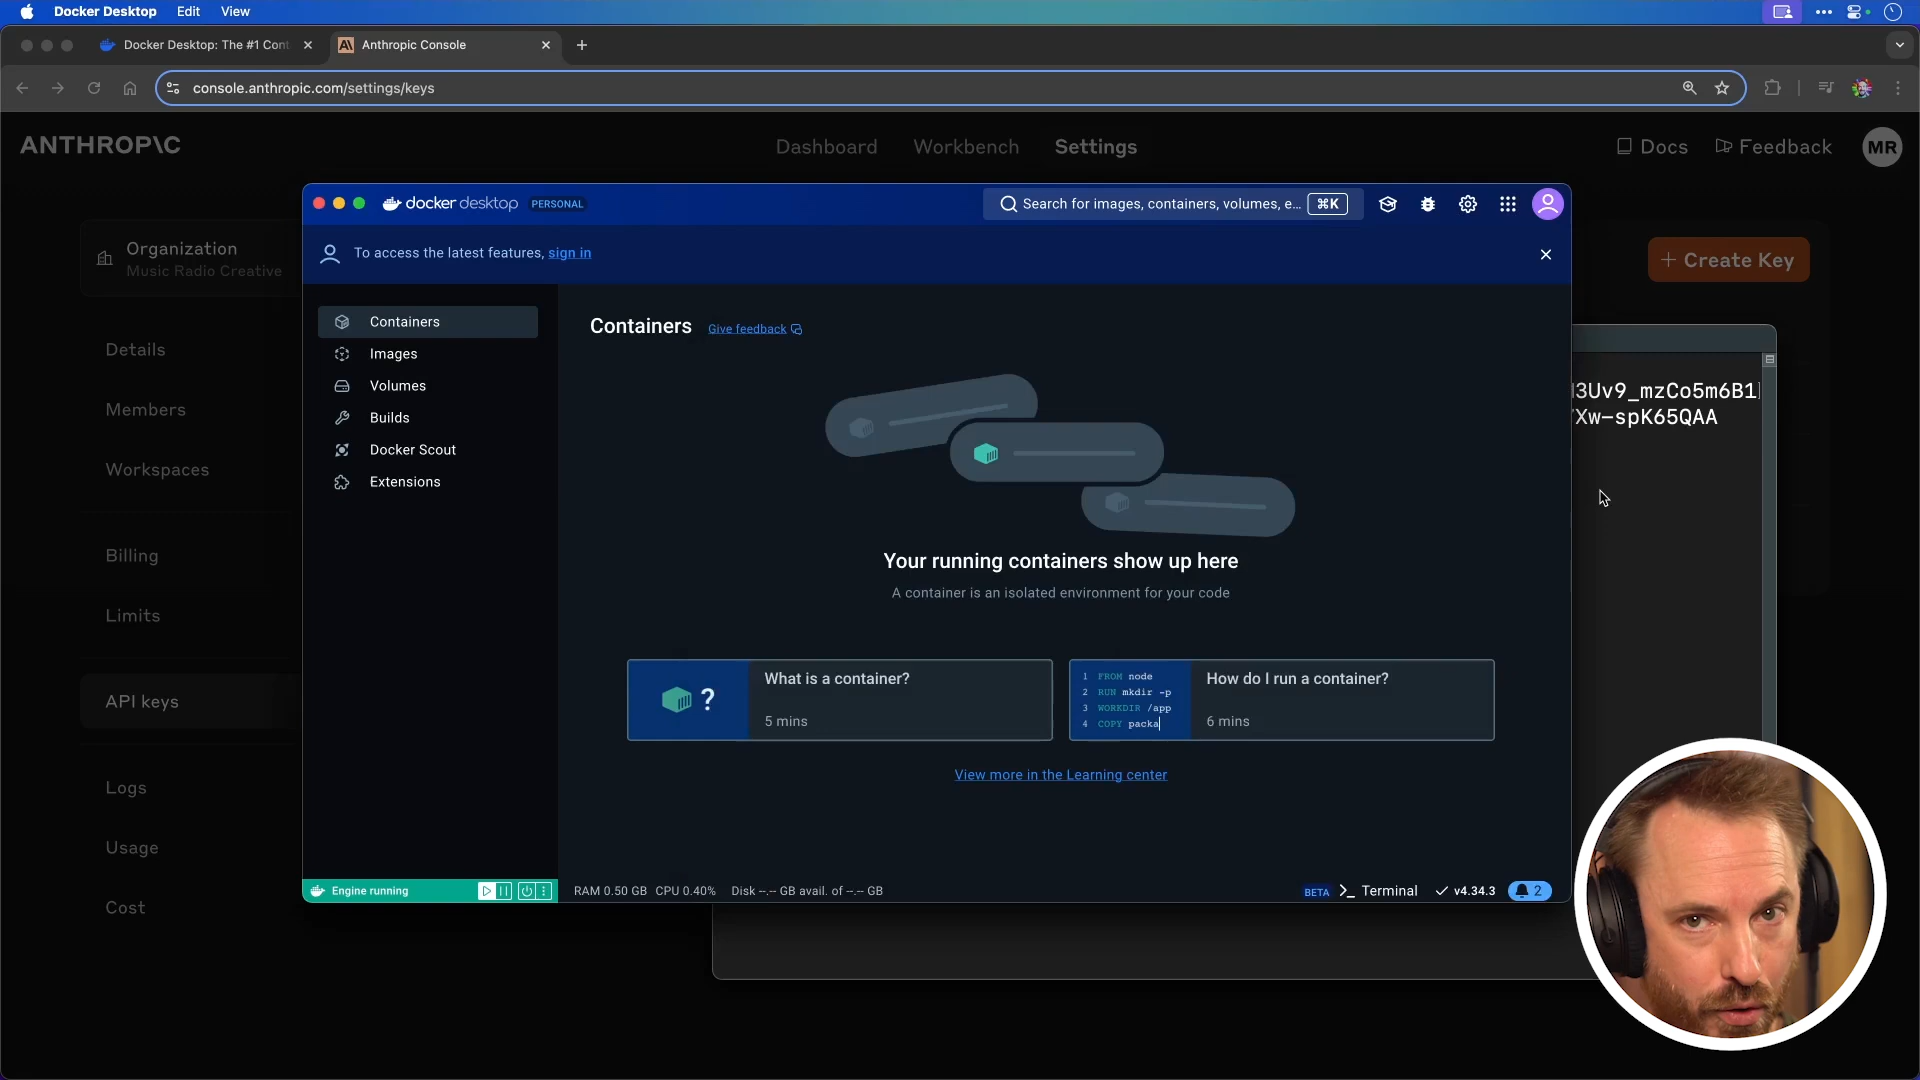 Docker Desktop Edit View
Docker Desktop: The #1 Cont
Anthropic Console
console.anthropic.com/settings/keys
ANTHROP\C
Dashboard Workbench Settings
Docs Feedback MR
Organization
Music Radio Creative
+ Create Key
Details
Members
Workspaces
Billing
Limits
API keys
Logs
Usage
Cost
docker desktop PERSONAL
Search for images, containers, volumes, e... ⌘K
To access the latest features, sign in
Containers
Images
Volumes
Builds
Docker Scout
Extensions
Containers Give feedback
Your running containers show up here
A container is an isolated environment for your code
?
What is a container?
5 mins
1 FROM node
2 RUN mkdir -p
3 WORKDIR /app
4 COPY packa
How do I run a container?
6 mins
View more in the Learning center
Engine running
RAM 0.50 GB CPU 0.40% Disk --.-- GB avail. of --.-- GB
BETA >_ Terminal v4.34.3 2
3Uv9_mzCo5m6B1
Xw-spK65QAA